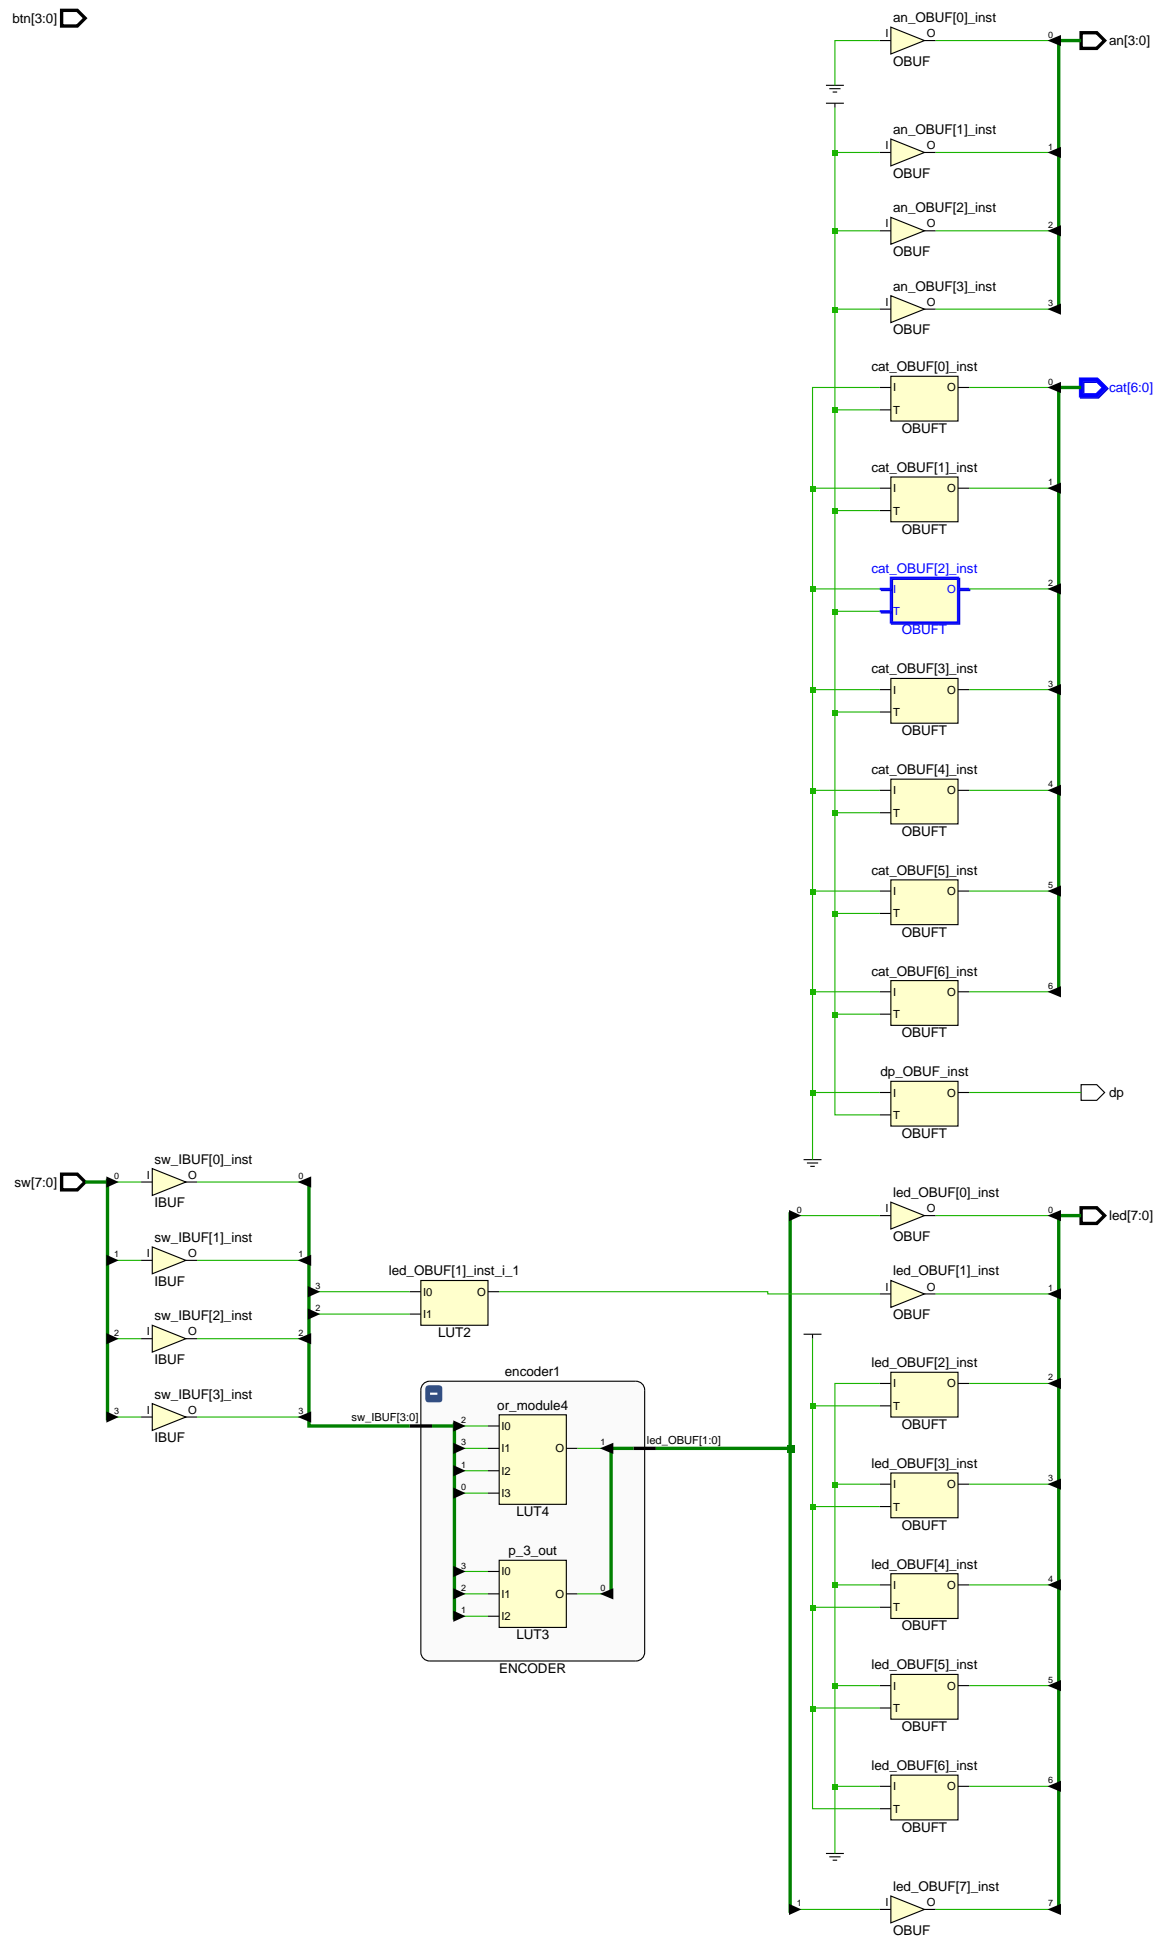 btn[3:0]
an_OBUF[0]_inst
I
O
OBUF
0
an[3:0]
an_OBUF[1]_inst
I
O
OBUF
1
an_OBUF[2]_inst
I
O
OBUF
2
an_OBUF[3]_inst
I
O
OBUF
3
cat_OBUF[0]_inst
I
O
T
OBUFT
0
cat[6:0]
cat_OBUF[1]_inst
I
O
T
OBUFT
1
cat_OBUF[2]_inst
I
O
T
OBUFT
2
cat_OBUF[3]_inst
I
O
T
OBUFT
3
cat_OBUF[4]_inst
I
O
T
OBUFT
4
cat_OBUF[5]_inst
I
O
T
OBUFT
5
cat_OBUF[6]_inst
I
O
T
OBUFT
6
dp_OBUF_inst
I
O
T
OBUFT
dp
sw[7:0]
0
sw_IBUF[0]_inst
I
O
IBUF
0
1
sw_IBUF[1]_inst
I
O
IBUF
1
2
sw_IBUF[2]_inst
I
O
IBUF
2
3
sw_IBUF[3]_inst
I
O
IBUF
3
led_OBUF[1]_inst_i_1
3
I0
O
2
I1
LUT2
encoder1
sw_IBUF[3:0]
or_module4
2
I0
3
I1
O
1
1
I2
0
I3
LUT4
p_3_out
3
I0
2
I1
O
0
1
I2
LUT3
ENCODER
led_OBUF[1:0]
0
led_OBUF[0]_inst
I
O
OBUF
0
led[7:0]
led_OBUF[1]_inst
I
O
OBUF
1
led_OBUF[2]_inst
I
O
T
OBUFT
2
led_OBUF[3]_inst
I
O
T
OBUFT
3
led_OBUF[4]_inst
I
O
T
OBUFT
4
led_OBUF[5]_inst
I
O
T
OBUFT
5
led_OBUF[6]_inst
I
O
T
OBUFT
6
1
led_OBUF[7]_inst
I
O
OBUF
7